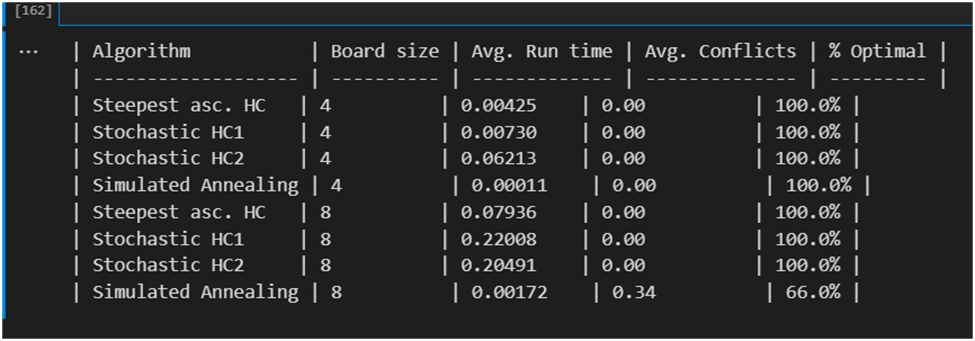 [162]
... | Algorithm | Board size | Avg. Run time | Avg. Conflicts | % Optimal |
| ------------------- | ---------- | ------------- | -------------- | --------- |
| Steepest asc. HC | 4 | 0.00425 | 0.00 | 100.0% |
| Stochastic HC1 | 4 | 0.00730 | 0.00 | 100.0% |
| Stochastic HC2 | 4 | 0.06213 | 0.00 | 100.0% |
| Simulated Annealing | 4 | 0.00011 | 0.00 | 100.0% |
| Steepest asc. HC | 8 | 0.07936 | 0.00 | 100.0% |
| Stochastic HC1 | 8 | 0.22008 | 0.00 | 100.0% |
| Stochastic HC2 | 8 | 0.20491 | 0.00 | 100.0% |
| Simulated Annealing | 8 | 0.00172 | 0.34 | 66.0% |